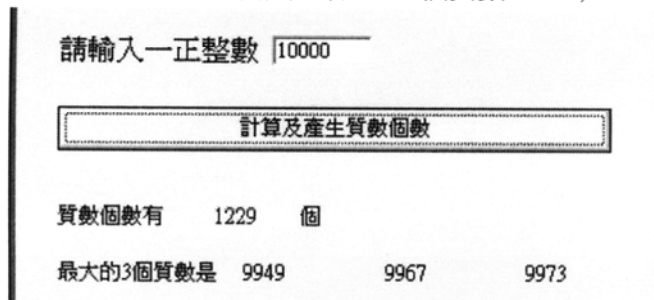 請輸入一正整數 10000
計算及產生質數個數
質數個數有 1229 個
最大的3個質數是 9949 9967 9973